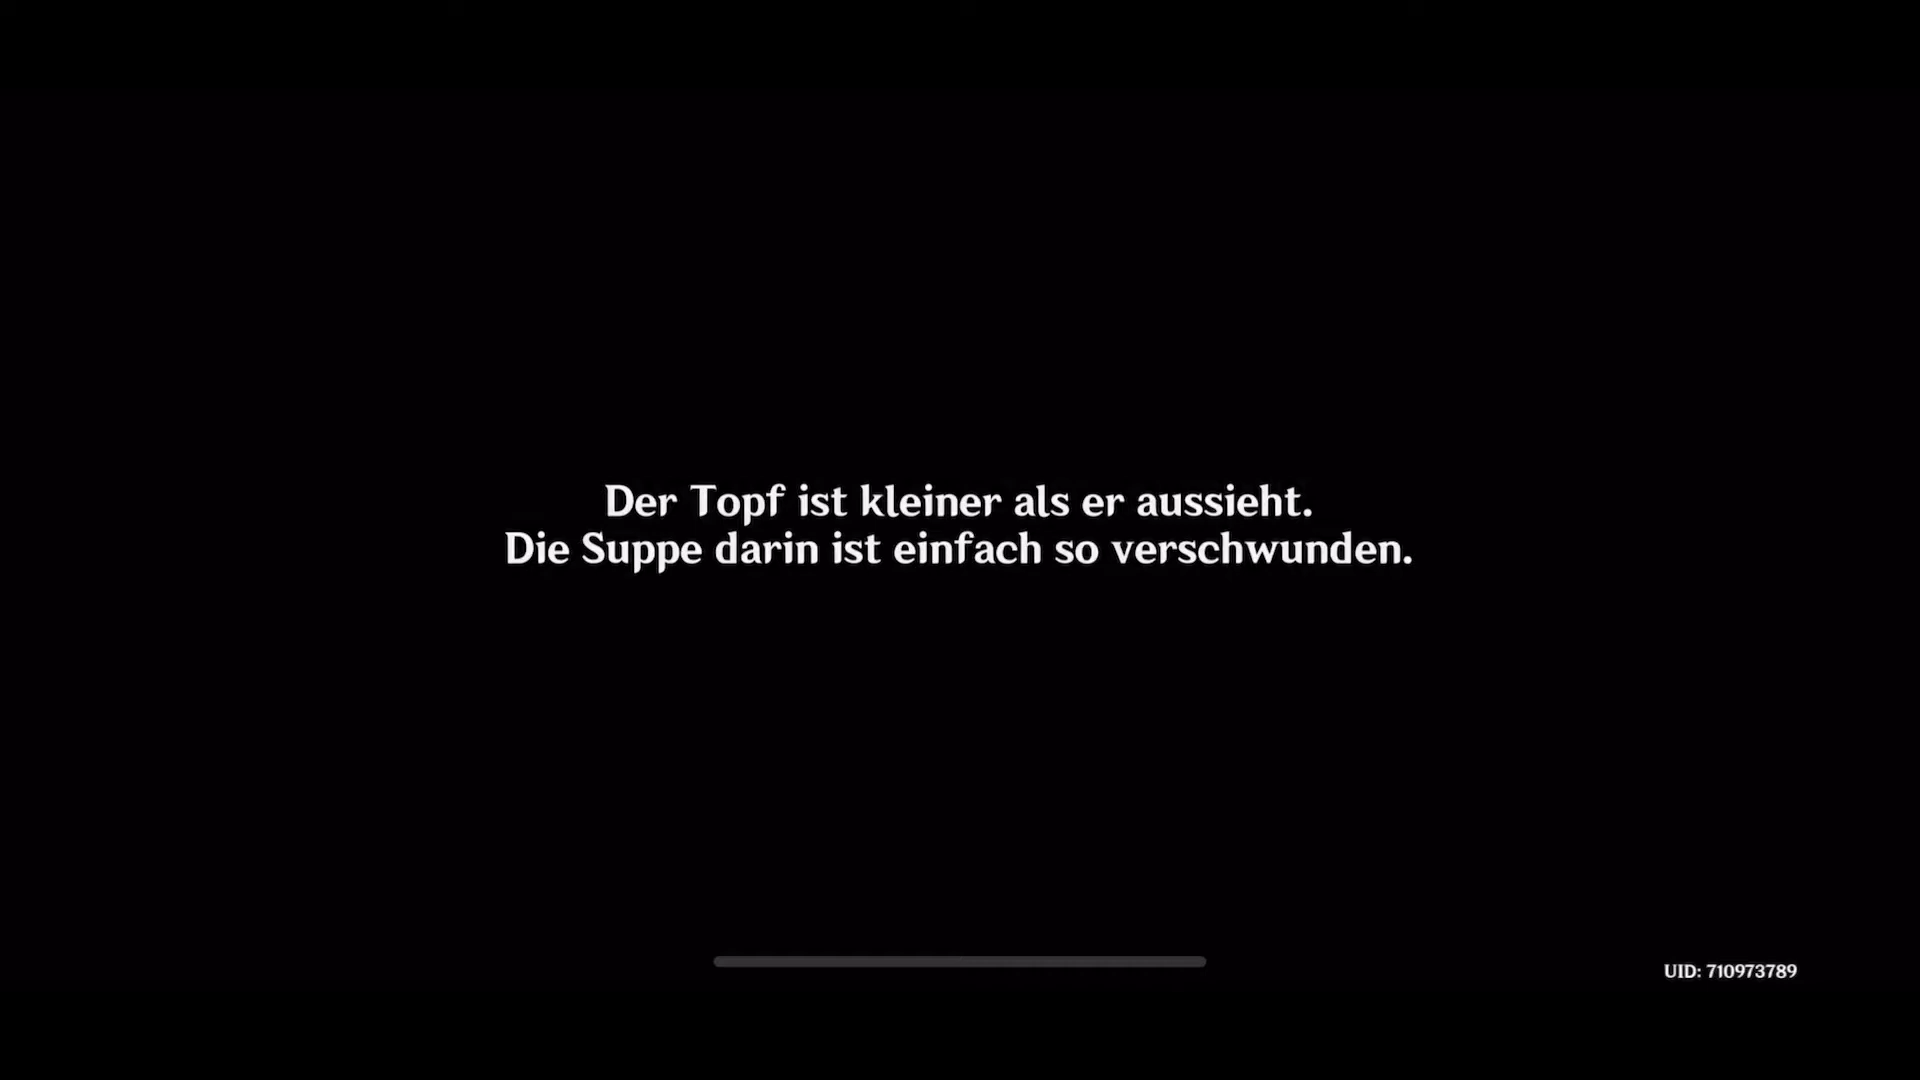 Der Topf ist kleiner als er aussieht.
Die Suppe darin ist einfach so verschwunden.
UID: 710973789